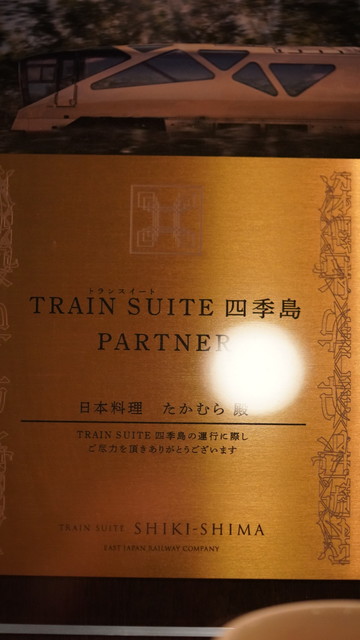 トランスイート
TRAIN SUITE 四季島
PARTNER
日本料理 たかむら 殿
TRAIN SUITE 四季島の運行に際し
ご尽力を頂きありがとうございます
TRAIN SUITE SHIKI-SHIMA
EAST JAPAN RAILWAY COMPANY